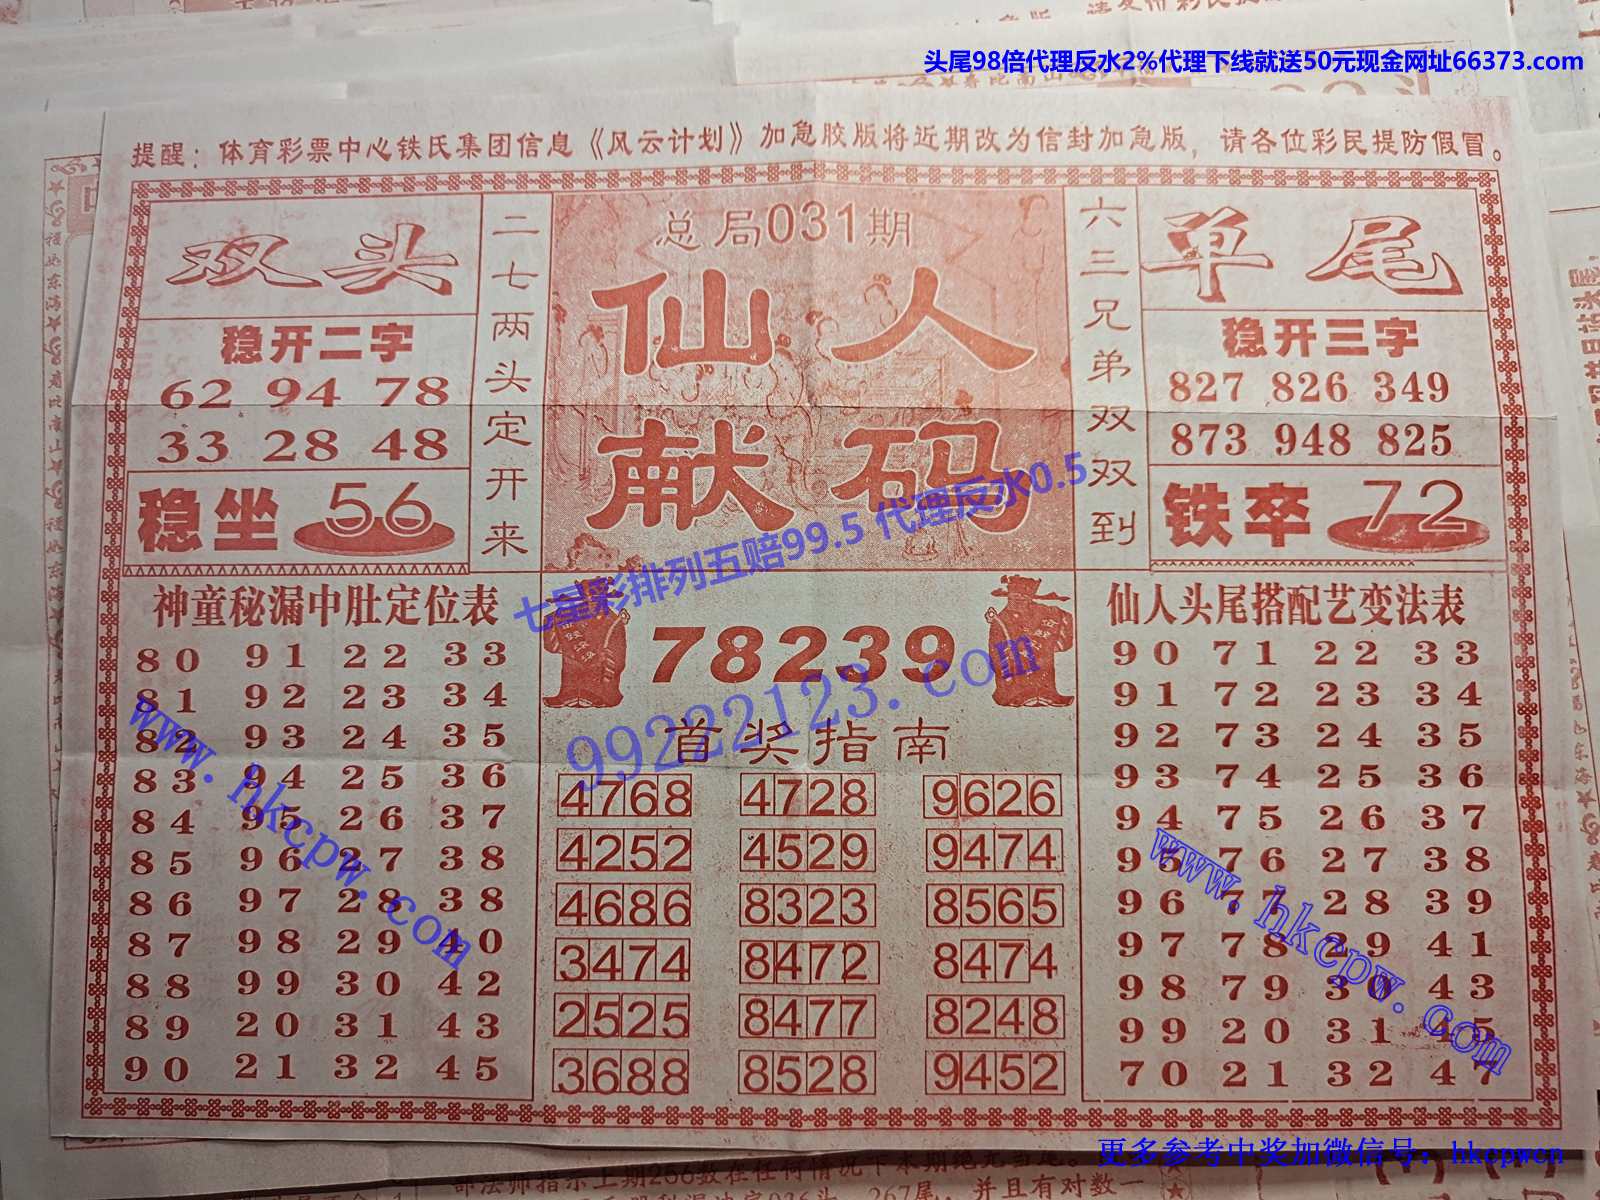 头尾98倍代理反水2%代理下线就送50元现金网址66373.com
提醒：体育彩票中心铁氏集团信息《风云计划》加急胶版将近期改为信封加急版，请各位彩民提防假冒。
双头
稳开二字
62 94 78
33 28 48
稳坐 56
二七两头定开来
总局031期
仙人
献码
六三兄弟双双到
单尾
稳开三字
827 826 349
873 948 825
铁卒 72
七星彩排列五赔99.5 代理反水0.5
神童秘漏中肚定位表
80 91 22 33
81 92 23 34
82 93 24 35
83 94 25 36
84 95 26 37
85 96 27 38
86 97 28 38
87 98 29 40
88 99 30 42
89 20 31 43
90 21 32 45
www.hkcpw.com
78239
99222123.com
首奖指南
4768 4728 9626
4252 4529 9474
4686 8323 8565
3474 8472 8474
2525 8477 8248
3688 8528 9452
仙人头尾搭配艺变法表
90 71 22 33
91 72 23 34
92 73 24 35
93 74 25 36
94 75 26 37
95 76 27 38
96 77 28 39
97 78 29 41
98 79 30 43
99 20 31 45
70 21 32 47
www.hkcpw.com
更多参考中奖加微信号：hkcpwcn